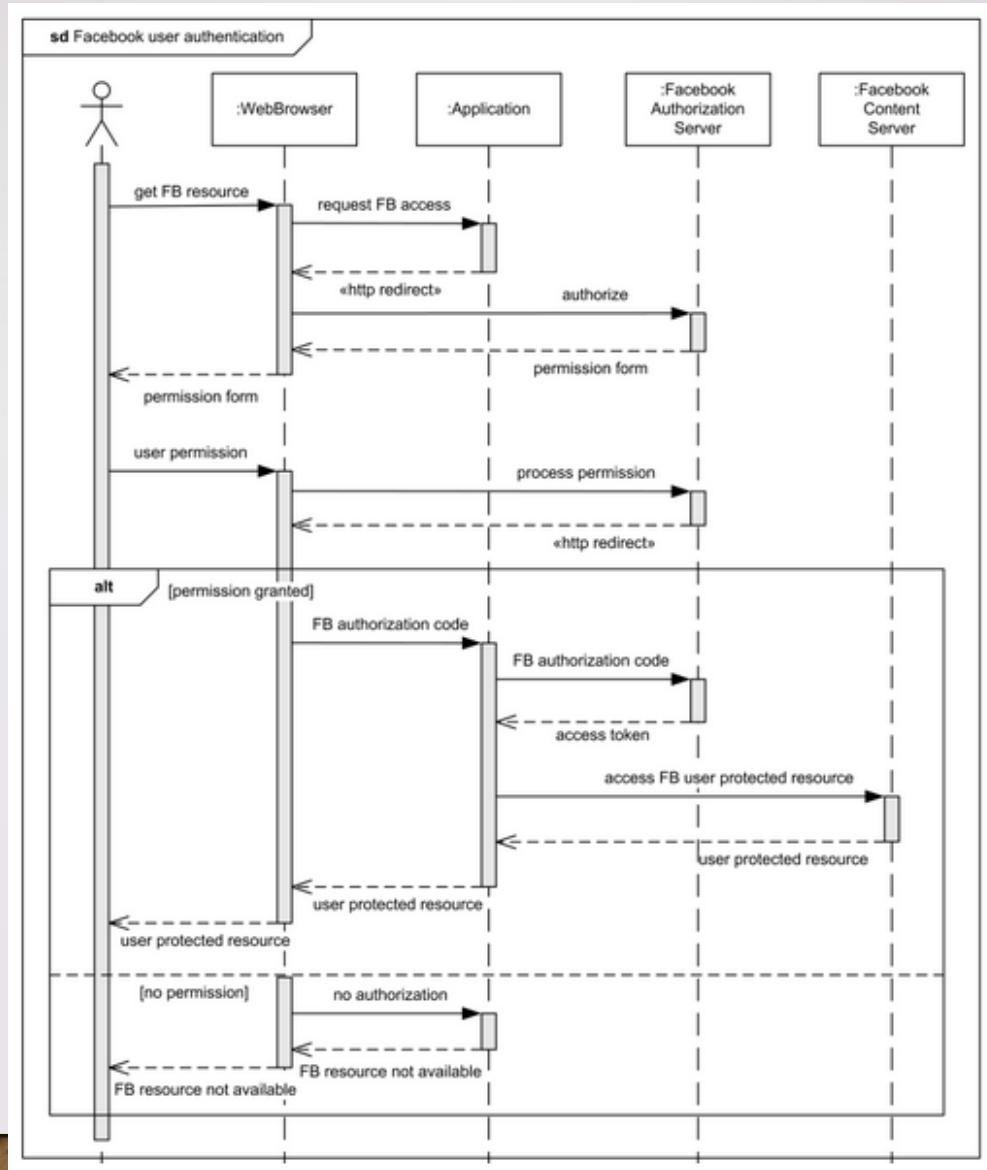 sd Facebook user authentication
:WebBrowser
:Application
:Facebook
Authorization
Server
:Facebook
Content
Server
get FB resource
request FB access
«http redirect»
authorize
permission form
permission form
user permission
process permission
«http redirect»
alt
[permission granted]
FB authorization code
FB authorization code
access token
access FB user protected resource
user protected resource
user protected resource
user protected resource
[no permission]
no authorization
FB resource not available
FB resource not available